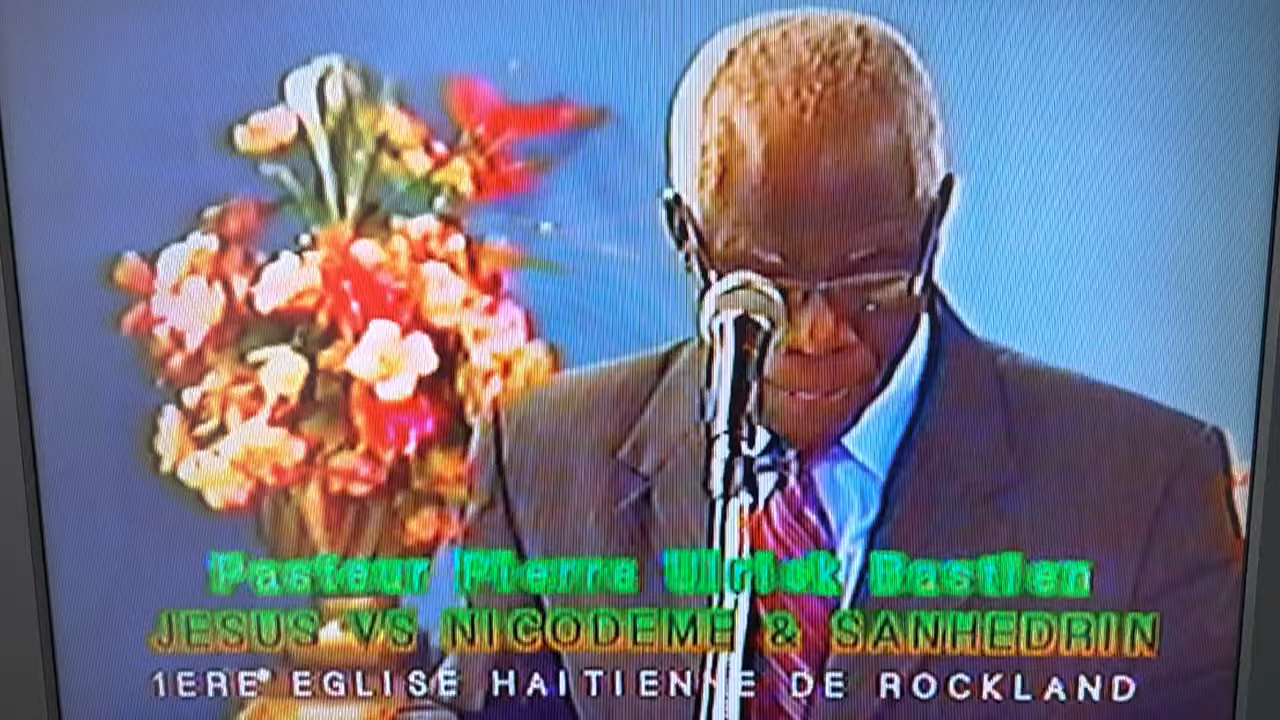 Pasteur Pierre Ulrick Bastien
JESUS VS NICODEME & SANHEDRIN
1ERE EGLISE HAITIENNE DE ROCKLAND